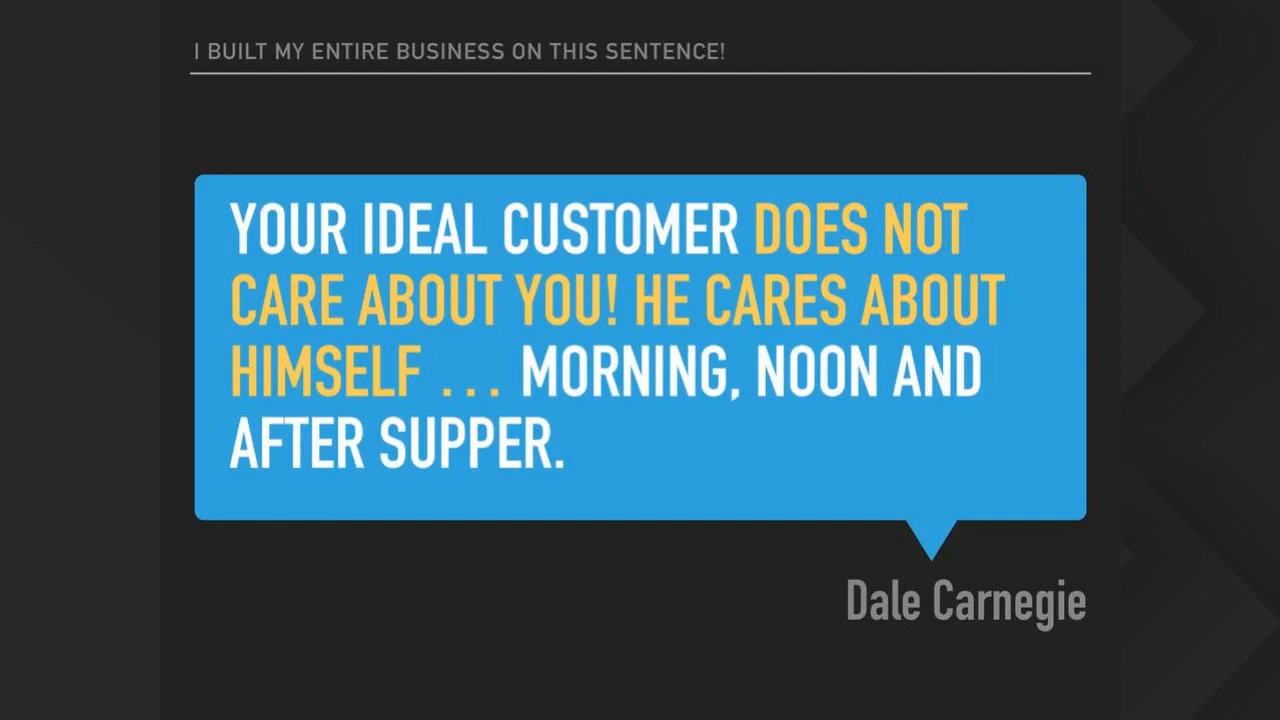 I BUILT MY ENTIRE BUSINESS ON THIS SENTENCE!
YOUR IDEAL CUSTOMER DOES NOT
CARE ABOUT YOU! HE CARES ABOUT
HIMSELF ... MORNING, NOON AND
AFTER SUPPER.
Dale Carnegie